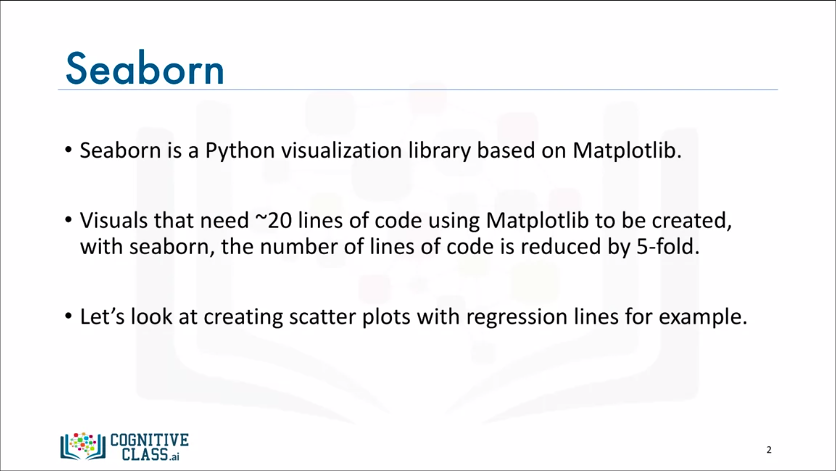 Seaborn
• Seaborn is a Python visualization library based on Matplotlib.
• Visuals that need ~20 lines of code using Matplotlib to be created,
with seaborn, the number of lines of code is reduced by 5-fold.
• Let’s look at creating scatter plots with regression lines for example.
COGNITIVE
CLASS.ai
2